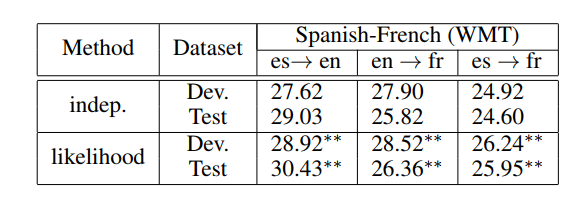 Method Dataset Spanish-French (WMT)
es→ en en → fr es → fr
indep. Dev. 27.62 27.90 24.92
Test 29.03 25.82 24.60
likelihood Dev. 28.92** 28.52** 26.24**
Test 30.43** 26.36** 25.95**